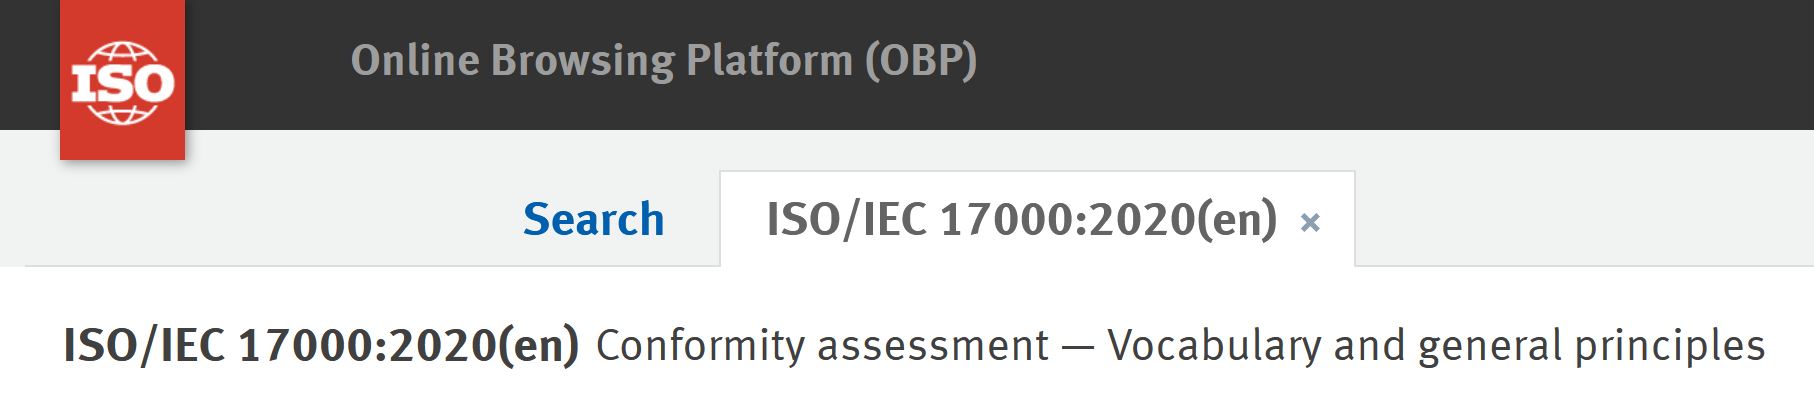 ISO
Online Browsing Platform (OBP)
Search
ISO/IEC 17000:2020(en) ×
ISO/IEC 17000:2020(en) Conformity assessment — Vocabulary and general principles